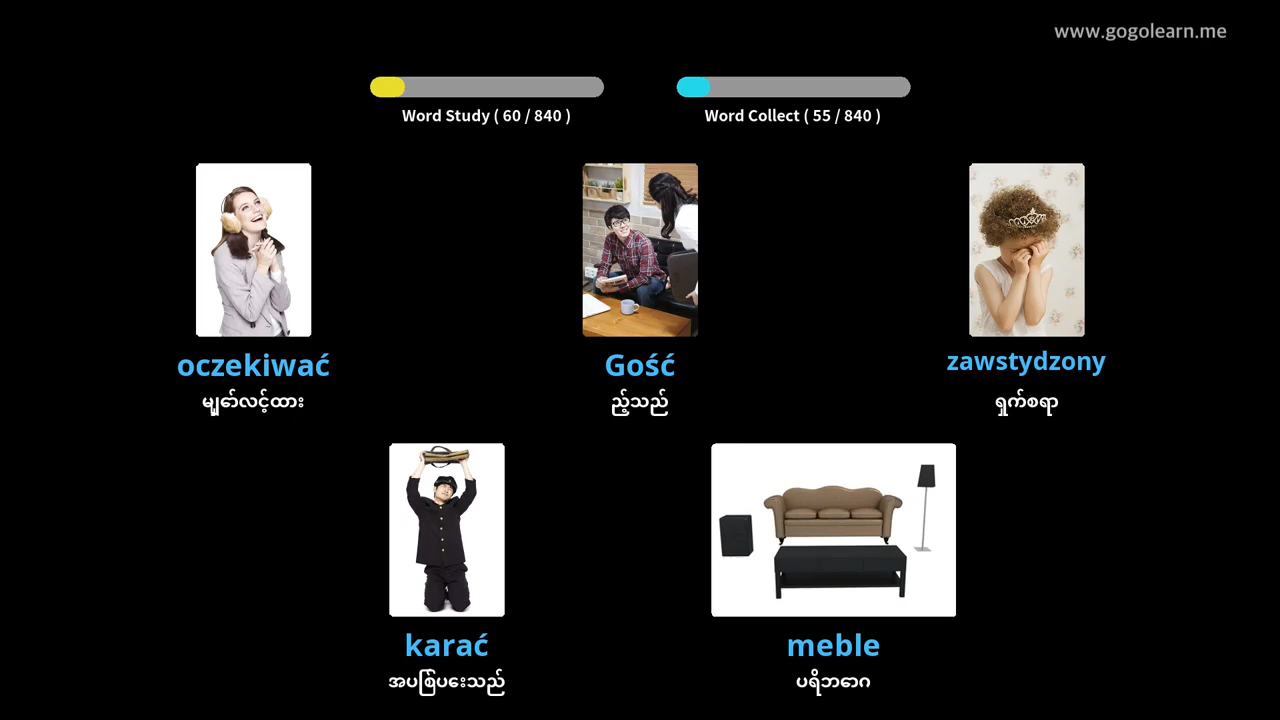 www.gogolearn.me
Word Study ( 60 / 840 )
Word Collect ( 55 / 840 )
oczekiwać
Gość
zawstydzony
မျှော်လင့်ထား
ည့်သည်
ရှက်စရာ
karać
meble
အပစ်ပြဒေးသည်
ပရိဘောဂ